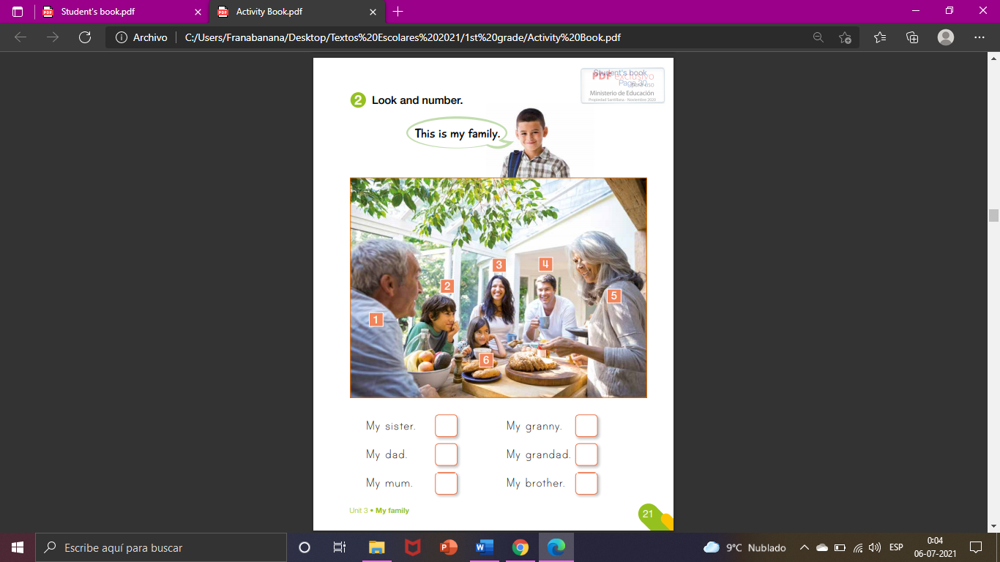 Student's book.pdf
Activity Book.pdf
Archivo
C:/Users/Franabanana/Desktop/Textos%20Escolares%202021/1st%20grade/Activity%20Book.pdf
Student's book
PDF exclusivo
Page 30
para uso
Ministerio de Educación
Propiedad Santillana - Noviembre 2020
2 Look and number.
This is my family.
3
4
2
5
1
6
My sister.
My granny.
My dad.
My grandad.
My mum.
My brother.
Unit 3 • My family
21
Escribe aquí para buscar
9°C Nublado
ESP
0:04
06-07-2021